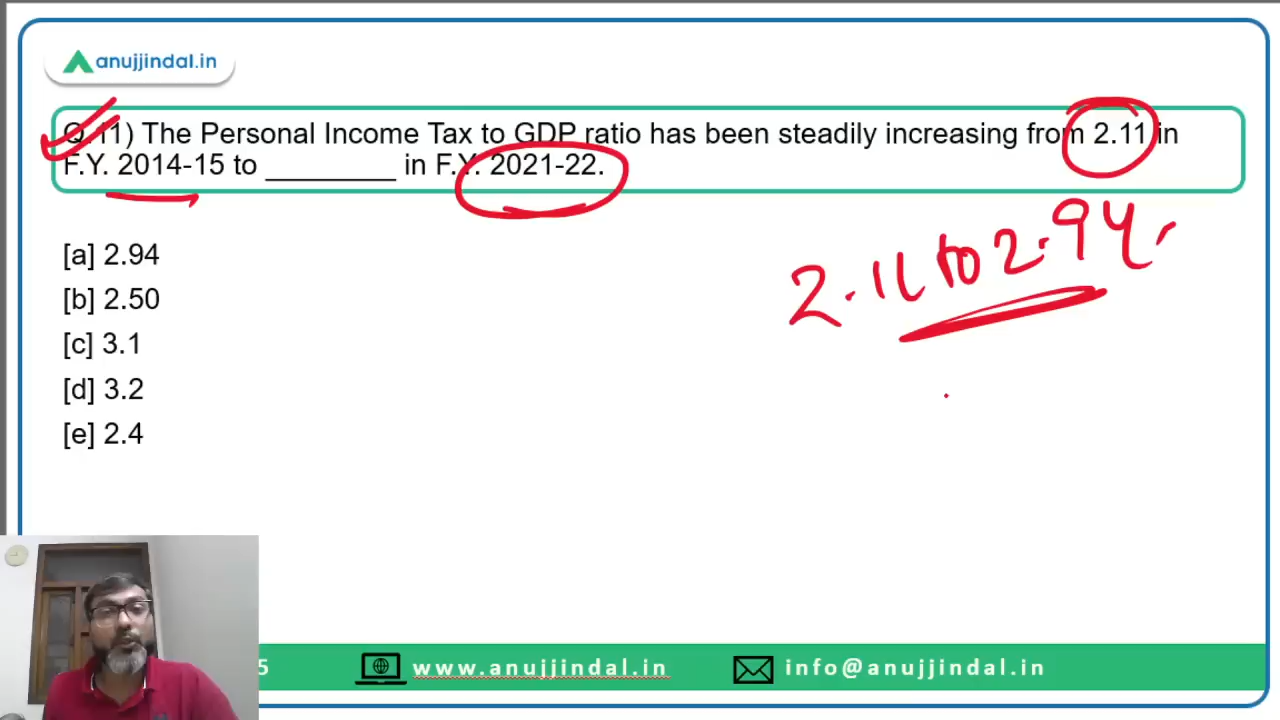 anujjindal.in
Q.11) The Personal Income Tax to GDP ratio has been steadily increasing from 2.11 in
F.Y. 2014-15 to ________ in F.Y. 2021-22.
2.11 to 2.94.
[a] 2.94
[b] 2.50
[c] 3.1
[d] 3.2
[e] 2.4
5 www.anujjindal.in info@anujjindal.in